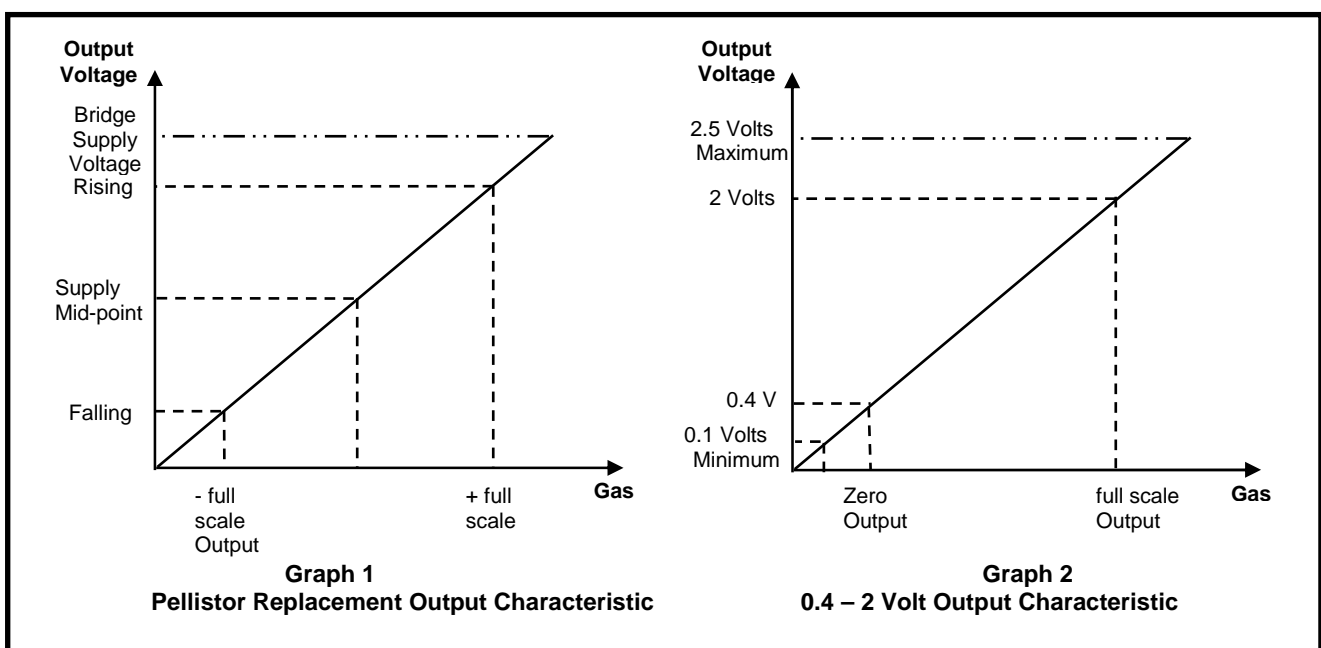 Output
Voltage
Bridge
Supply
Voltage
Rising
Supply
Mid-point
Falling
- full
scale
Output
+ full
scale
Gas
Graph 1
Pellistor Replacement Output Characteristic
Output
Voltage
2.5 Volts
Maximum
2 Volts
0.4 V
0.1 Volts
Minimum
Zero
Output
full scale
Output
Gas
Graph 2
0.4 – 2 Volt Output Characteristic